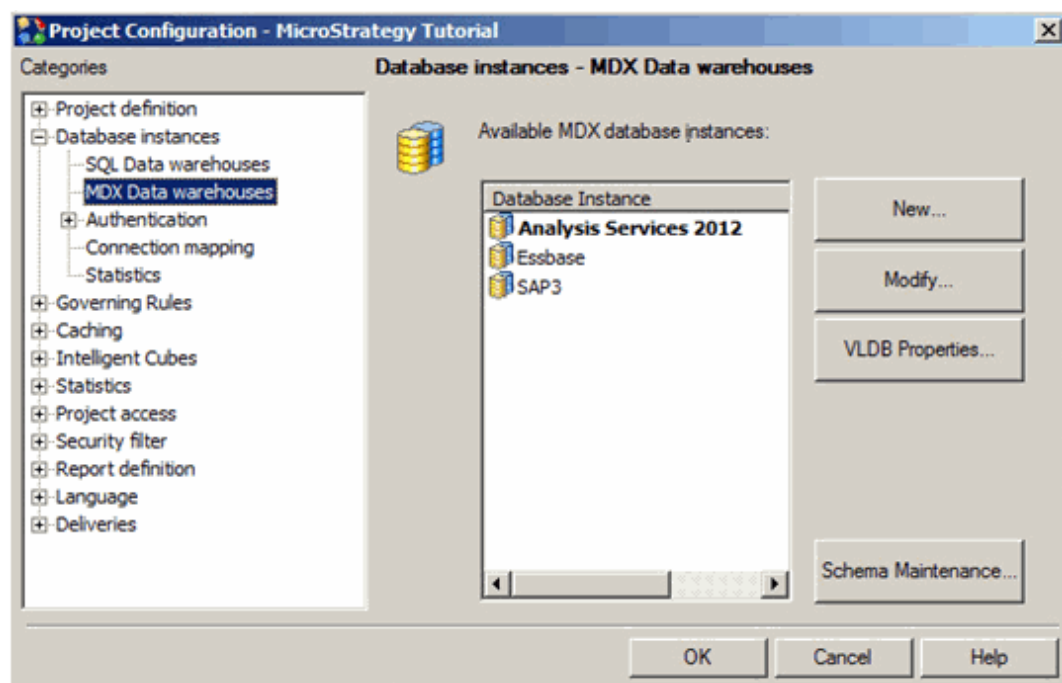 Project Configuration - MicroStrategy Tutorial
Categories
Project definition
Database instances
SQL Data warehouses
MDX Data warehouses
Authentication
Connection mapping
Statistics
Governing Rules
Caching
Intelligent Cubes
Statistics
Project access
Security filter
Report definition
Language
Deliveries
Database instances - MDX Data warehouses
Available MDX database instances:
Database Instance
Analysis Services 2012
Essbase
SAP3
New...
Modify...
VLDB Properties...
Schema Maintenance...
OK
Cancel
Help